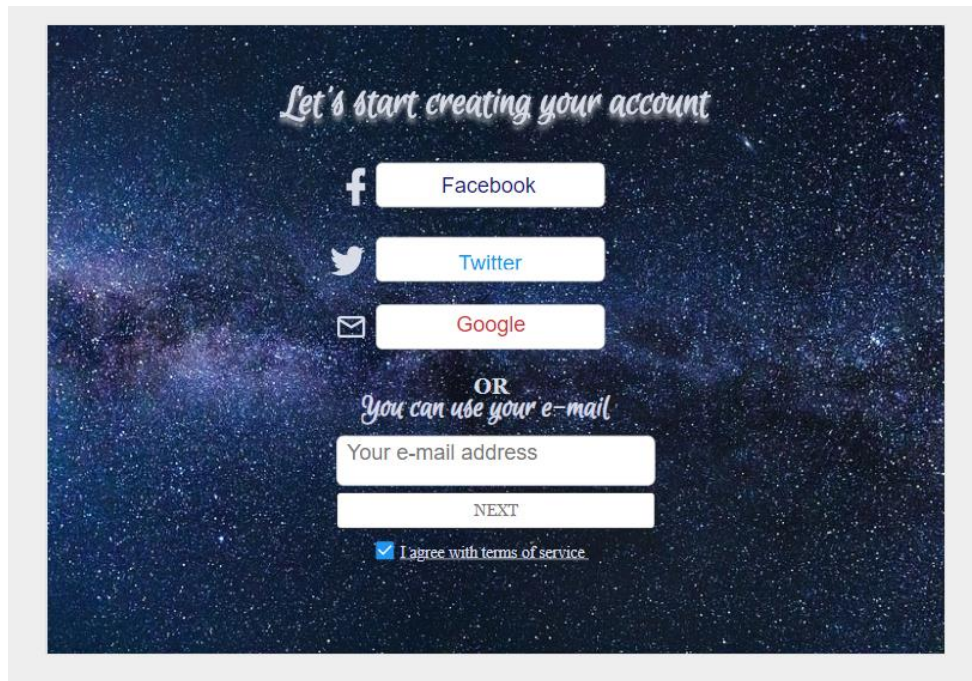 Let's start creating your account
Facebook
Twitter
Google
OR
You can use your e-mail
Your e-mail address
NEXT
I agree with terms of service